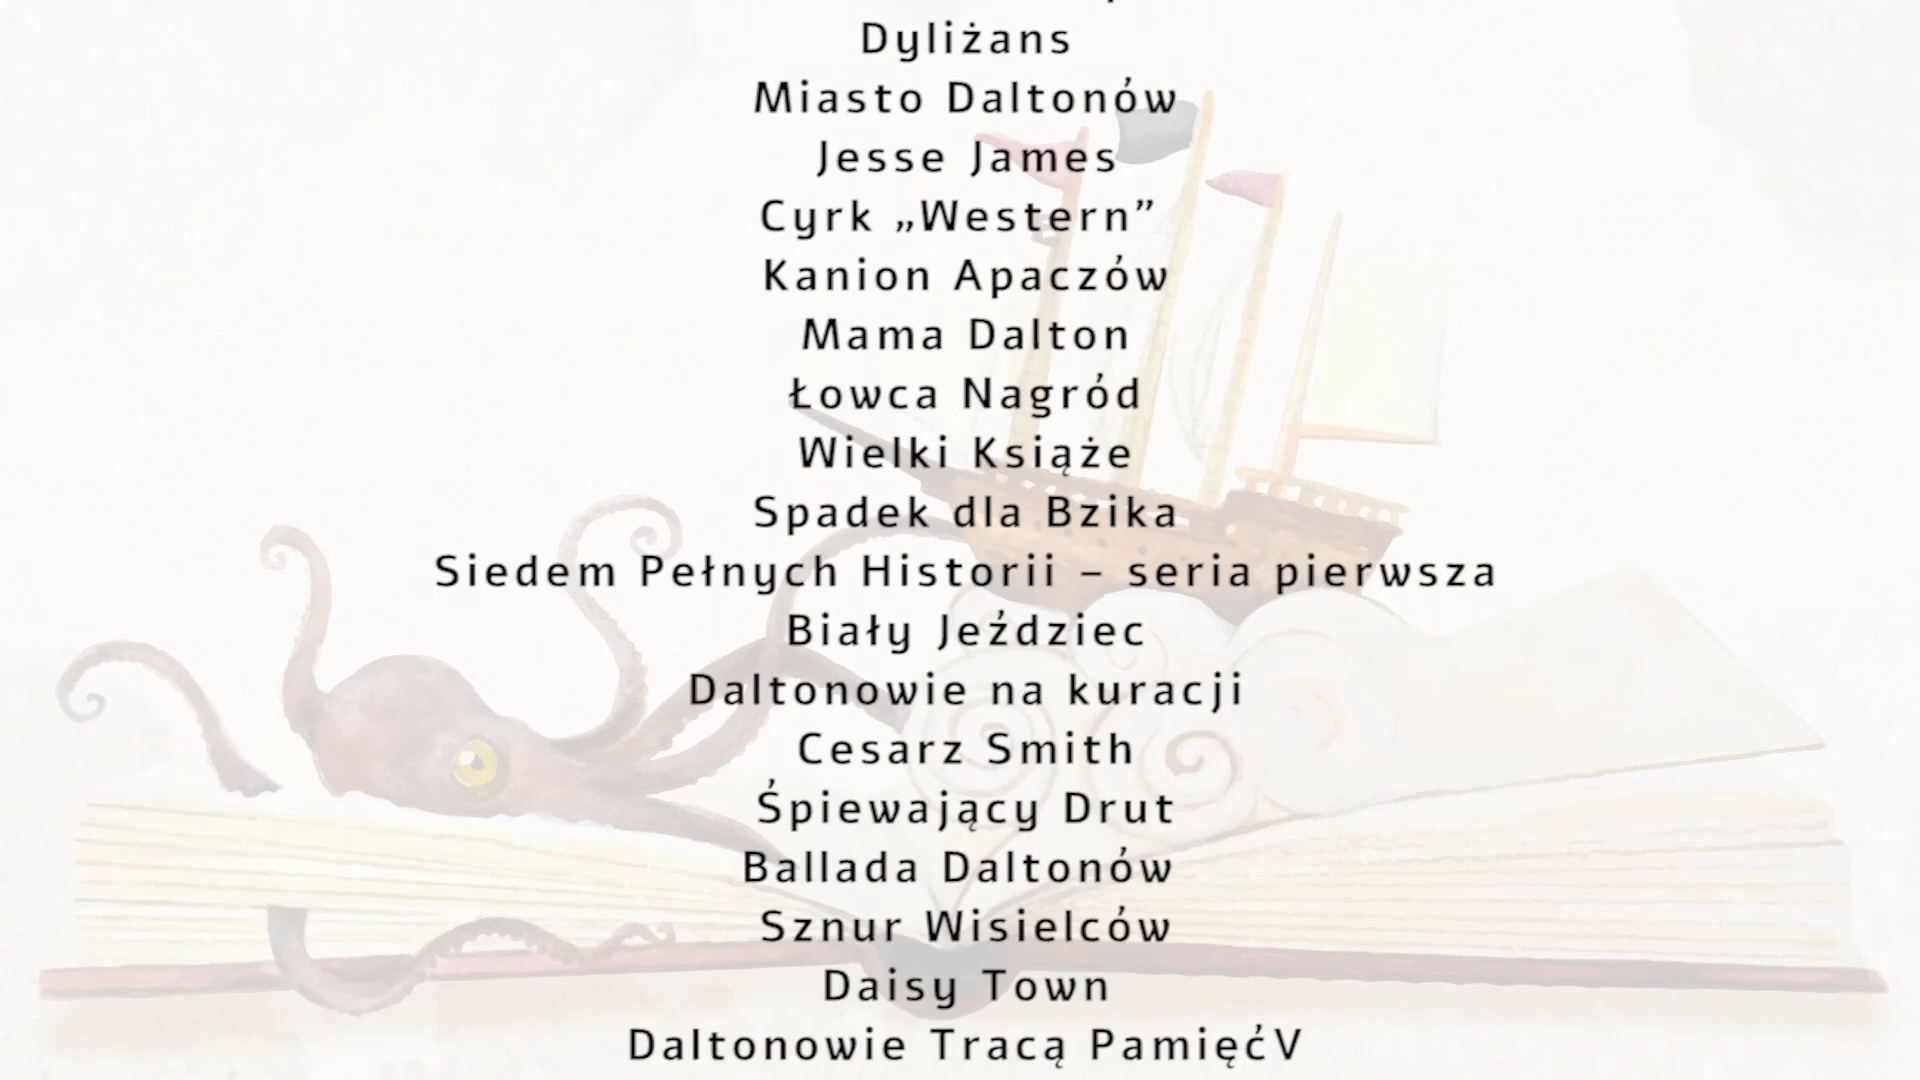 Dyliżans
Miasto Daltonów
Jesse James
Cyrk „Western”
Kanion Apaczów
Mama Dalton
Łowca Nagród
Wielki Książe
Spadek dla Bzika
Siedem Pełnych Historii – seria pierwsza
Biały Jeździec
Daltonowie na kuracji
Cesarz Smith
Śpiewający Drut
Ballada Daltonów
Sznur Wisielców
Daisy Town
Daltonowie Tracą PamięćV